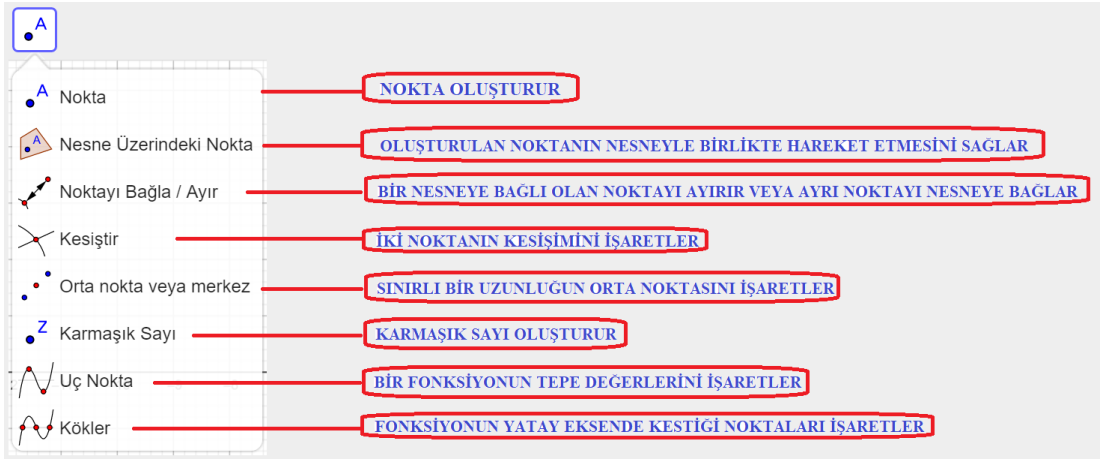 A
A Nokta NOKTA OLUŞTURUR
A Nesne Üzerindeki Nokta OLUŞTURULAN NOKTANIN NESNEYLE BİRLİKTE HAREKET ETMESİNİ SAĞLAR
Noktayı Bağla / Ayır BİR NESNEYE BAĞLI OLAN NOKTAYI AYIRIR VEYA AYRI NOKTAYI NESNEYE BAĞLAR
Kesiştir İKİ NOKTANIN KESİŞİMİNİ İŞARETLER
Orta nokta veya merkez SINIRLI BİR UZUNLUĞUN ORTA NOKTASINI İŞARETLER
Z Karmaşık Sayı KARMAŞIK SAYI OLUŞTURUR
Uç Nokta BİR FONKSİYONUN TEPE DEĞERLERİNİ İŞARETLER
Kökler FONKSİYONUN YATAY EKSENDE KESTİĞİ NOKTALARI İŞARETLER